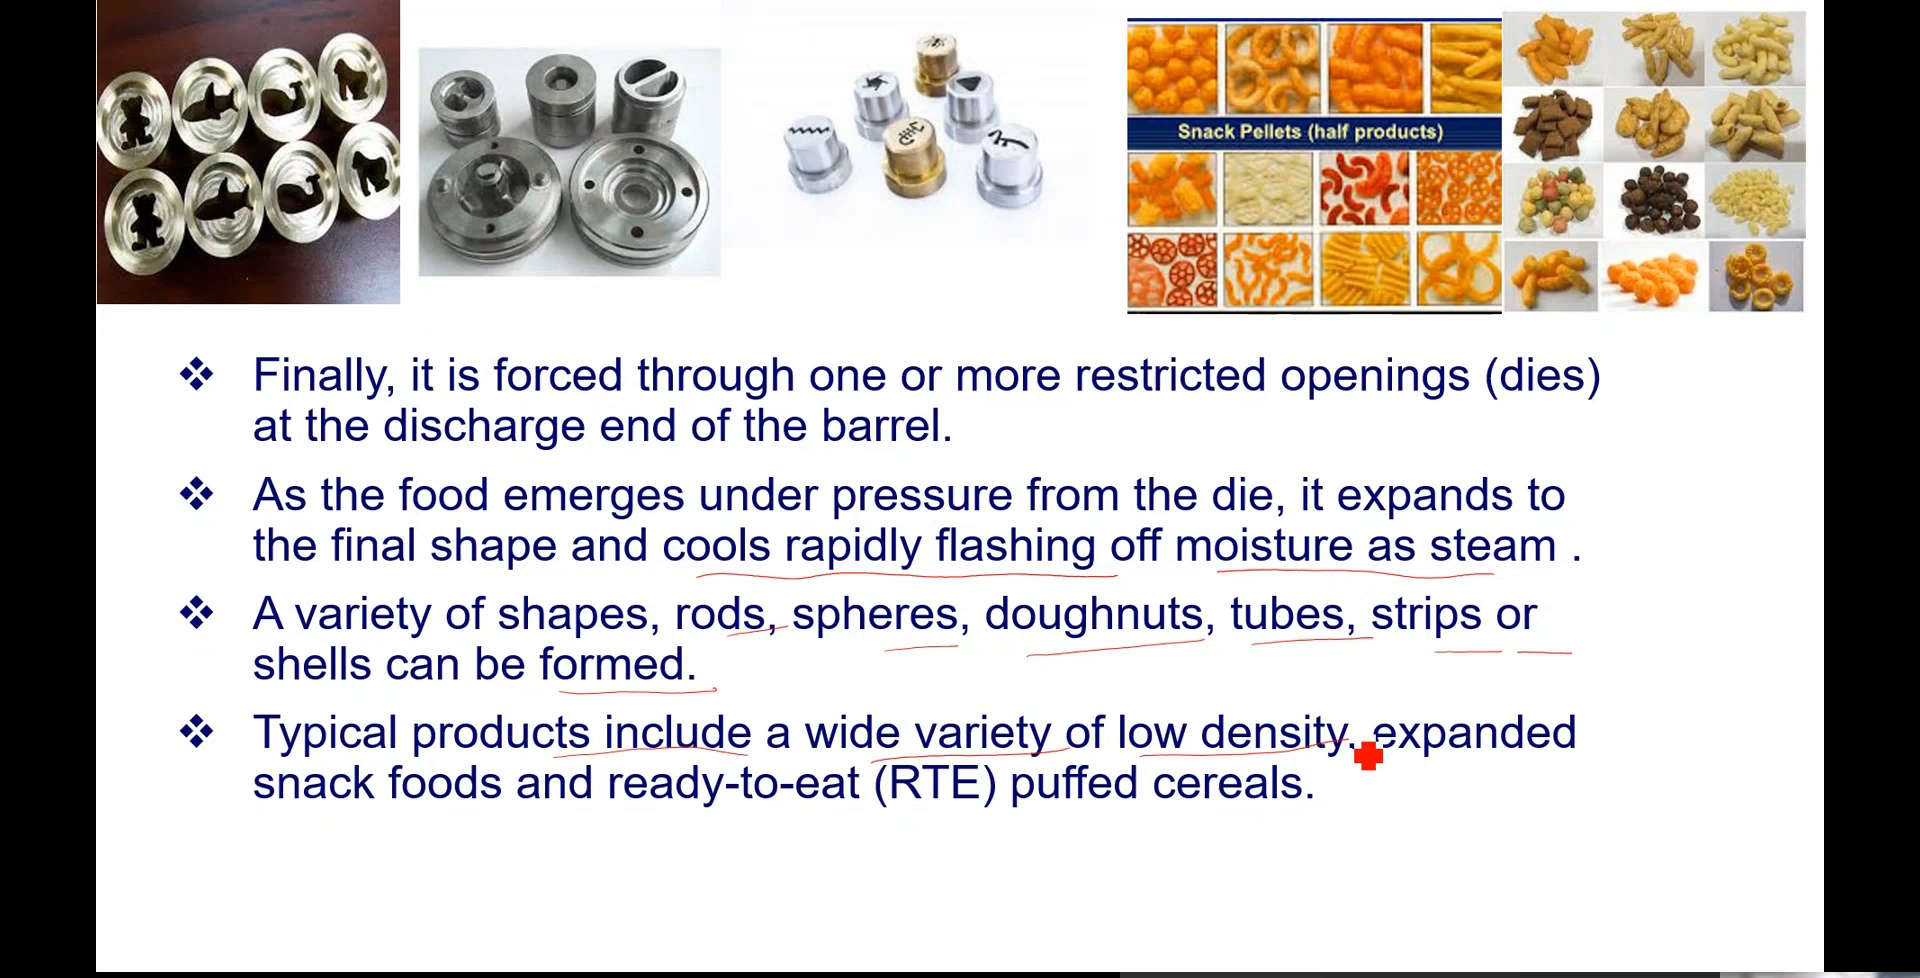 Snack Pellets (half products)
❖ Finally, it is forced through one or more restricted openings (dies)
at the discharge end of the barrel.
❖ As the food emerges under pressure from the die, it expands to
the final shape and cools rapidly flashing off moisture as steam .
❖ A variety of shapes, rods, spheres, doughnuts, tubes, strips or
shells can be formed.
❖ Typical products include a wide variety of low density, expanded
snack foods and ready-to-eat (RTE) puffed cereals.